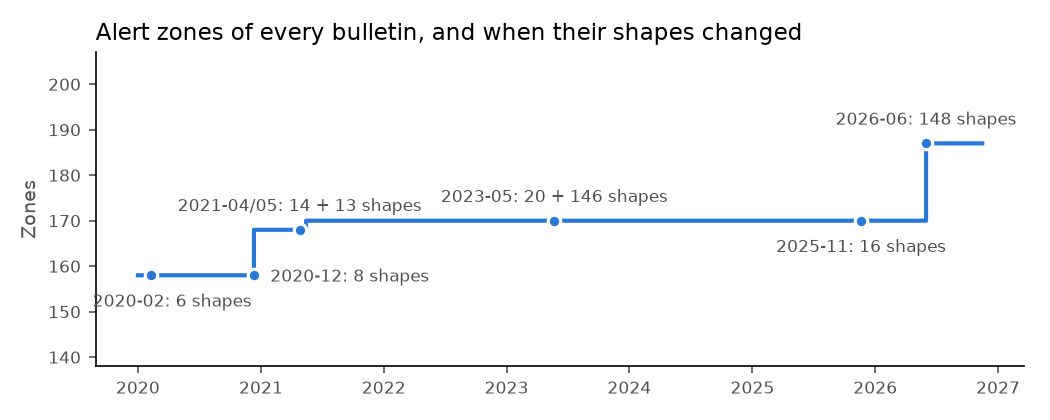 Alert zones of every bulletin, and when their shapes changed
Zones
200
190
180
170
160
150
140
2020-02: 6 shapes
2020-12: 8 shapes
2021-04/05: 14 + 13 shapes
2023-05: 20 + 146 shapes
2025-11: 16 shapes
2026-06: 148 shapes
2020
2021
2022
2023
2024
2025
2026
2027